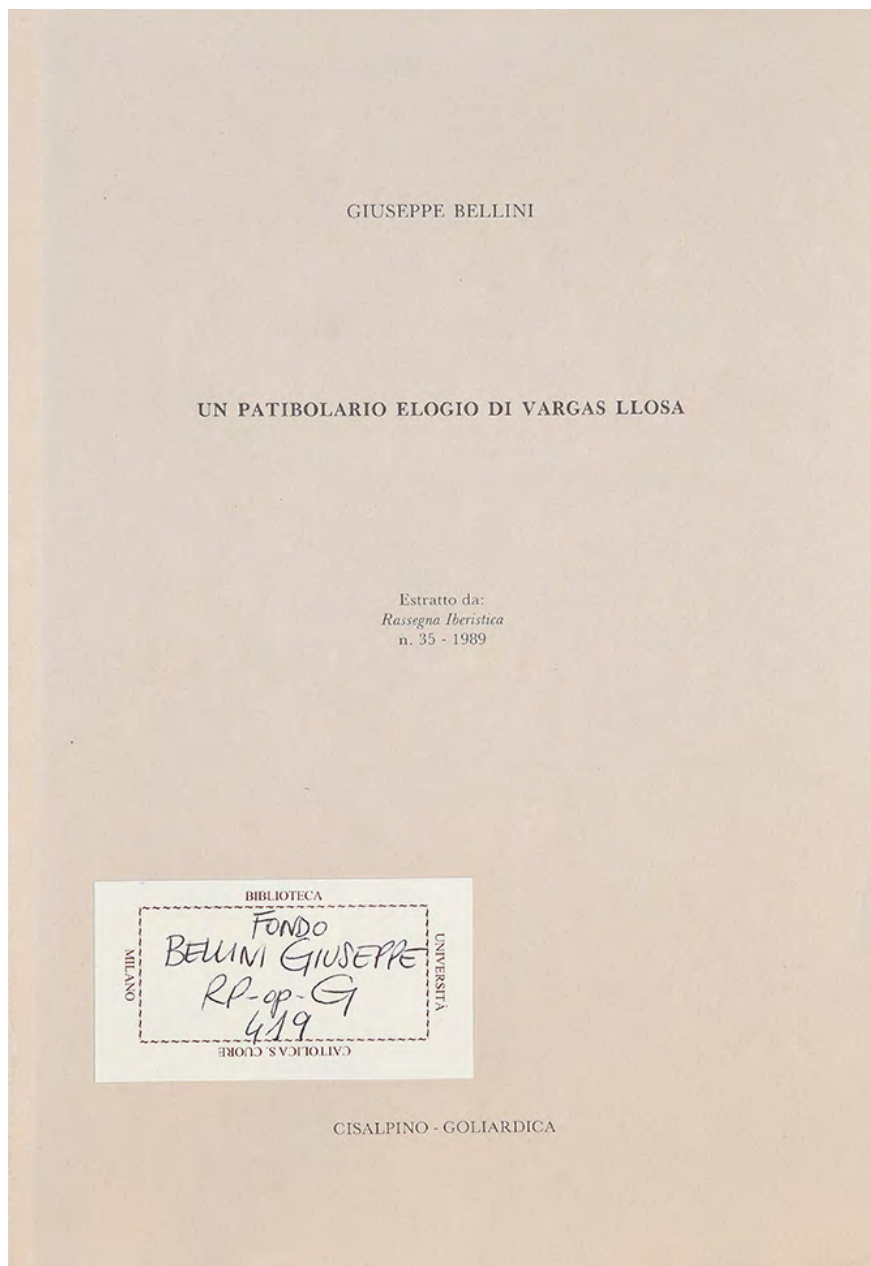 GIUSEPPE BELLINI
UN PATIBOLARIO ELOGIO DI VARGAS LLOSA
Estratto da:
Rassegna Iberistica
n. 35 - 1989
BIBLIOTECA
FONDO
BELLINI GIUSEPPE
RP-op-G
419
MILANO
UNIVERSITÀ
CATTOLICA S. CUORE
CISALPINO - GOLIARDICA